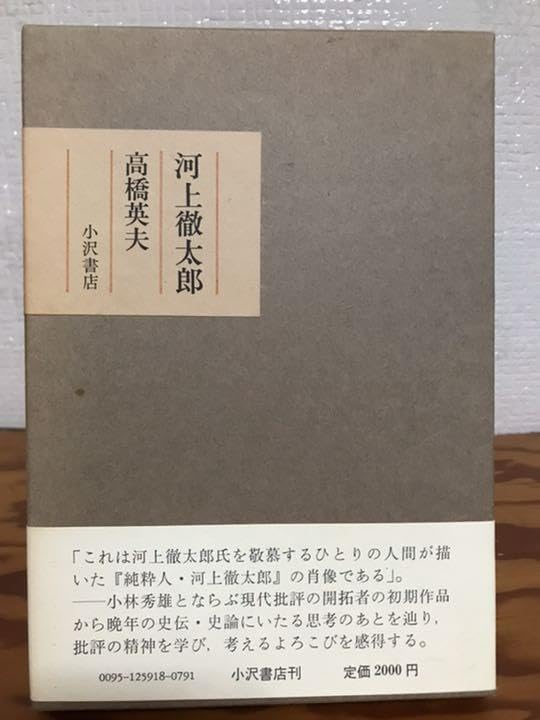 河上徹太郎
高橋英夫
小沢書店
「これは河上徹太郎氏を敬慕するひとりの人間が描
いた『純粋人・河上徹太郎』の肖像である」。
——小林秀雄とならぶ現代批評の開拓者の初期作品
から晩年の史伝・史論にいたる思考のあとを辿り，
批評の精神を学び，考えるよろこびを感得する。
0095-125918-0791 小沢書店刊 定価 2000 円